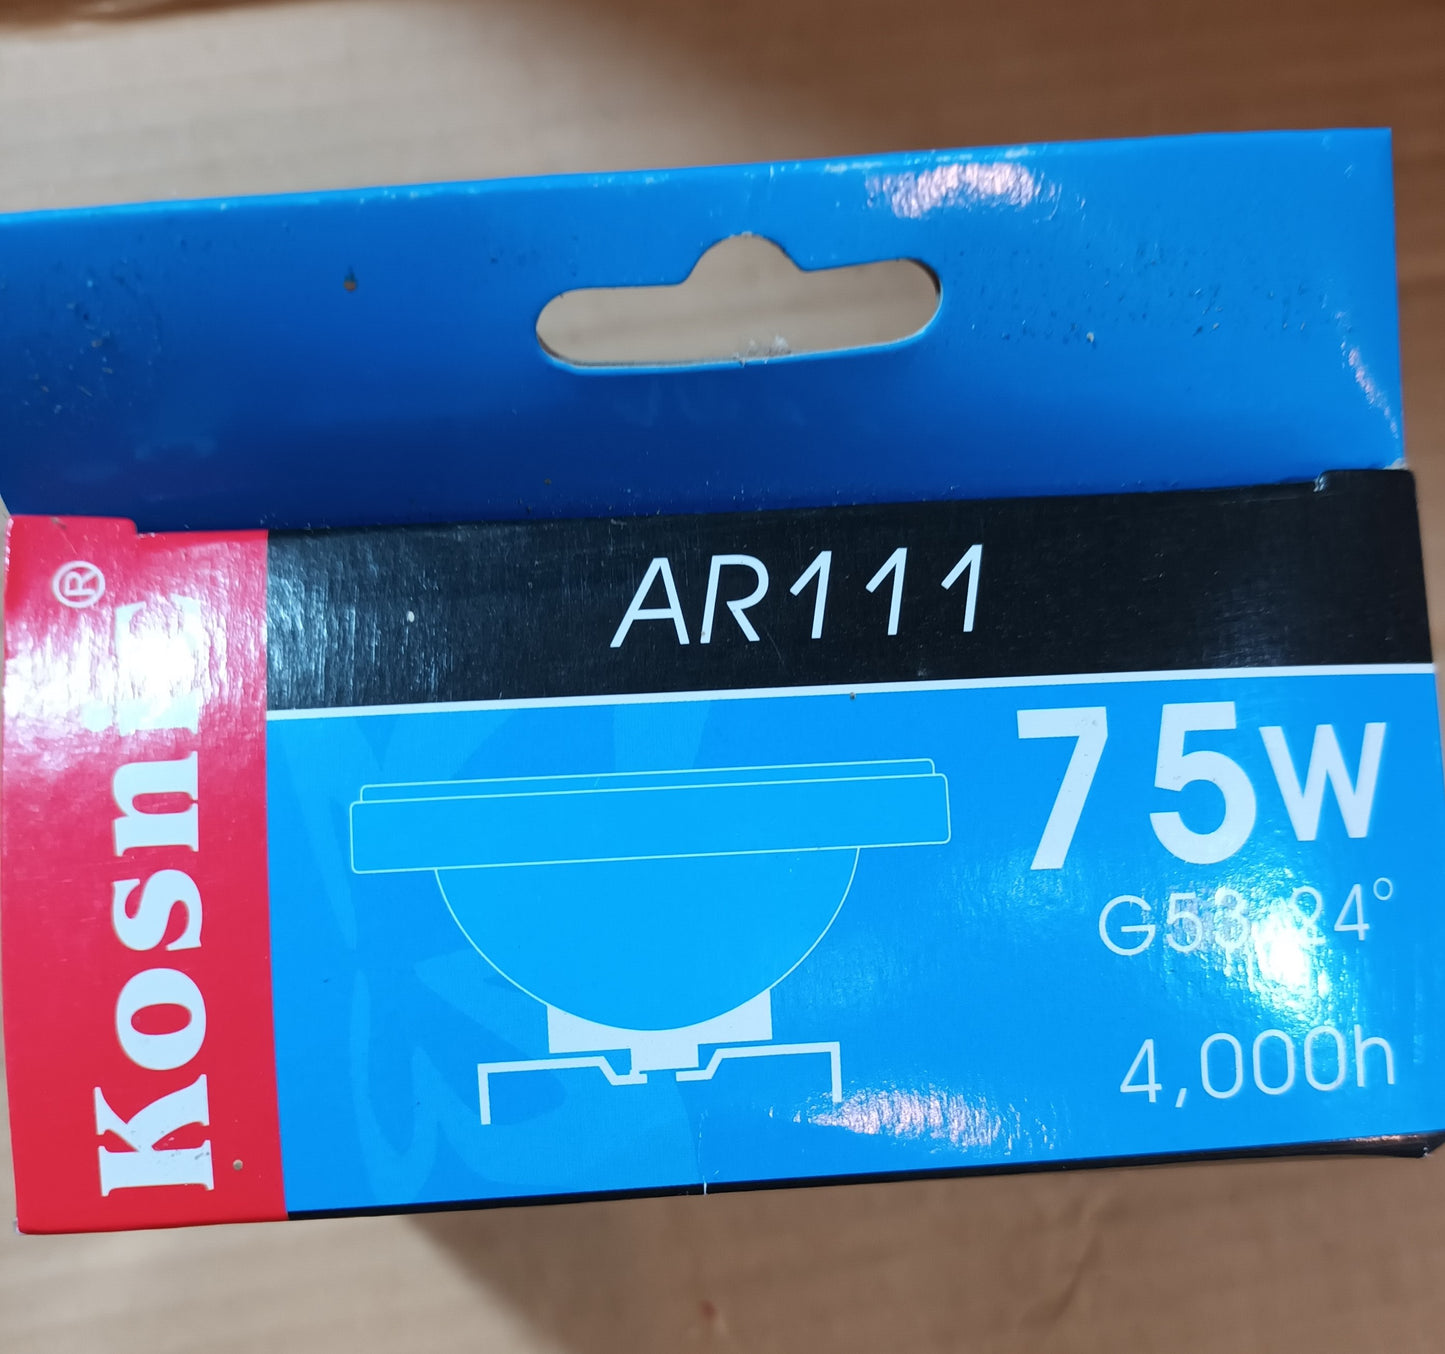 Kosnic®
AR111
75W
G53, 24°
4,000h